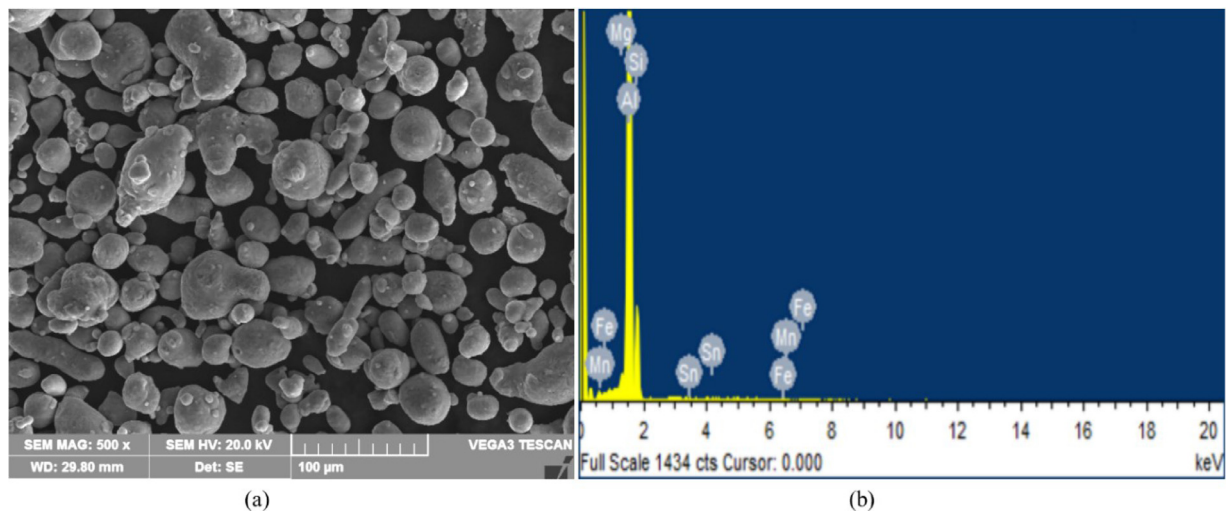 SEM MAG: 500 x SEM HV: 20.0 kV VEGA3 TESCAN
WD: 29.80 mm Det: SE 100 µm
(a)
Mg
Si
Al
Fe
Mn
Sn
Sn
Fe
Mn
Fe
0 2 4 6 8 10 12 14 16 18 20
Full Scale 1434 cts Cursor: 0.000 keV
(b)